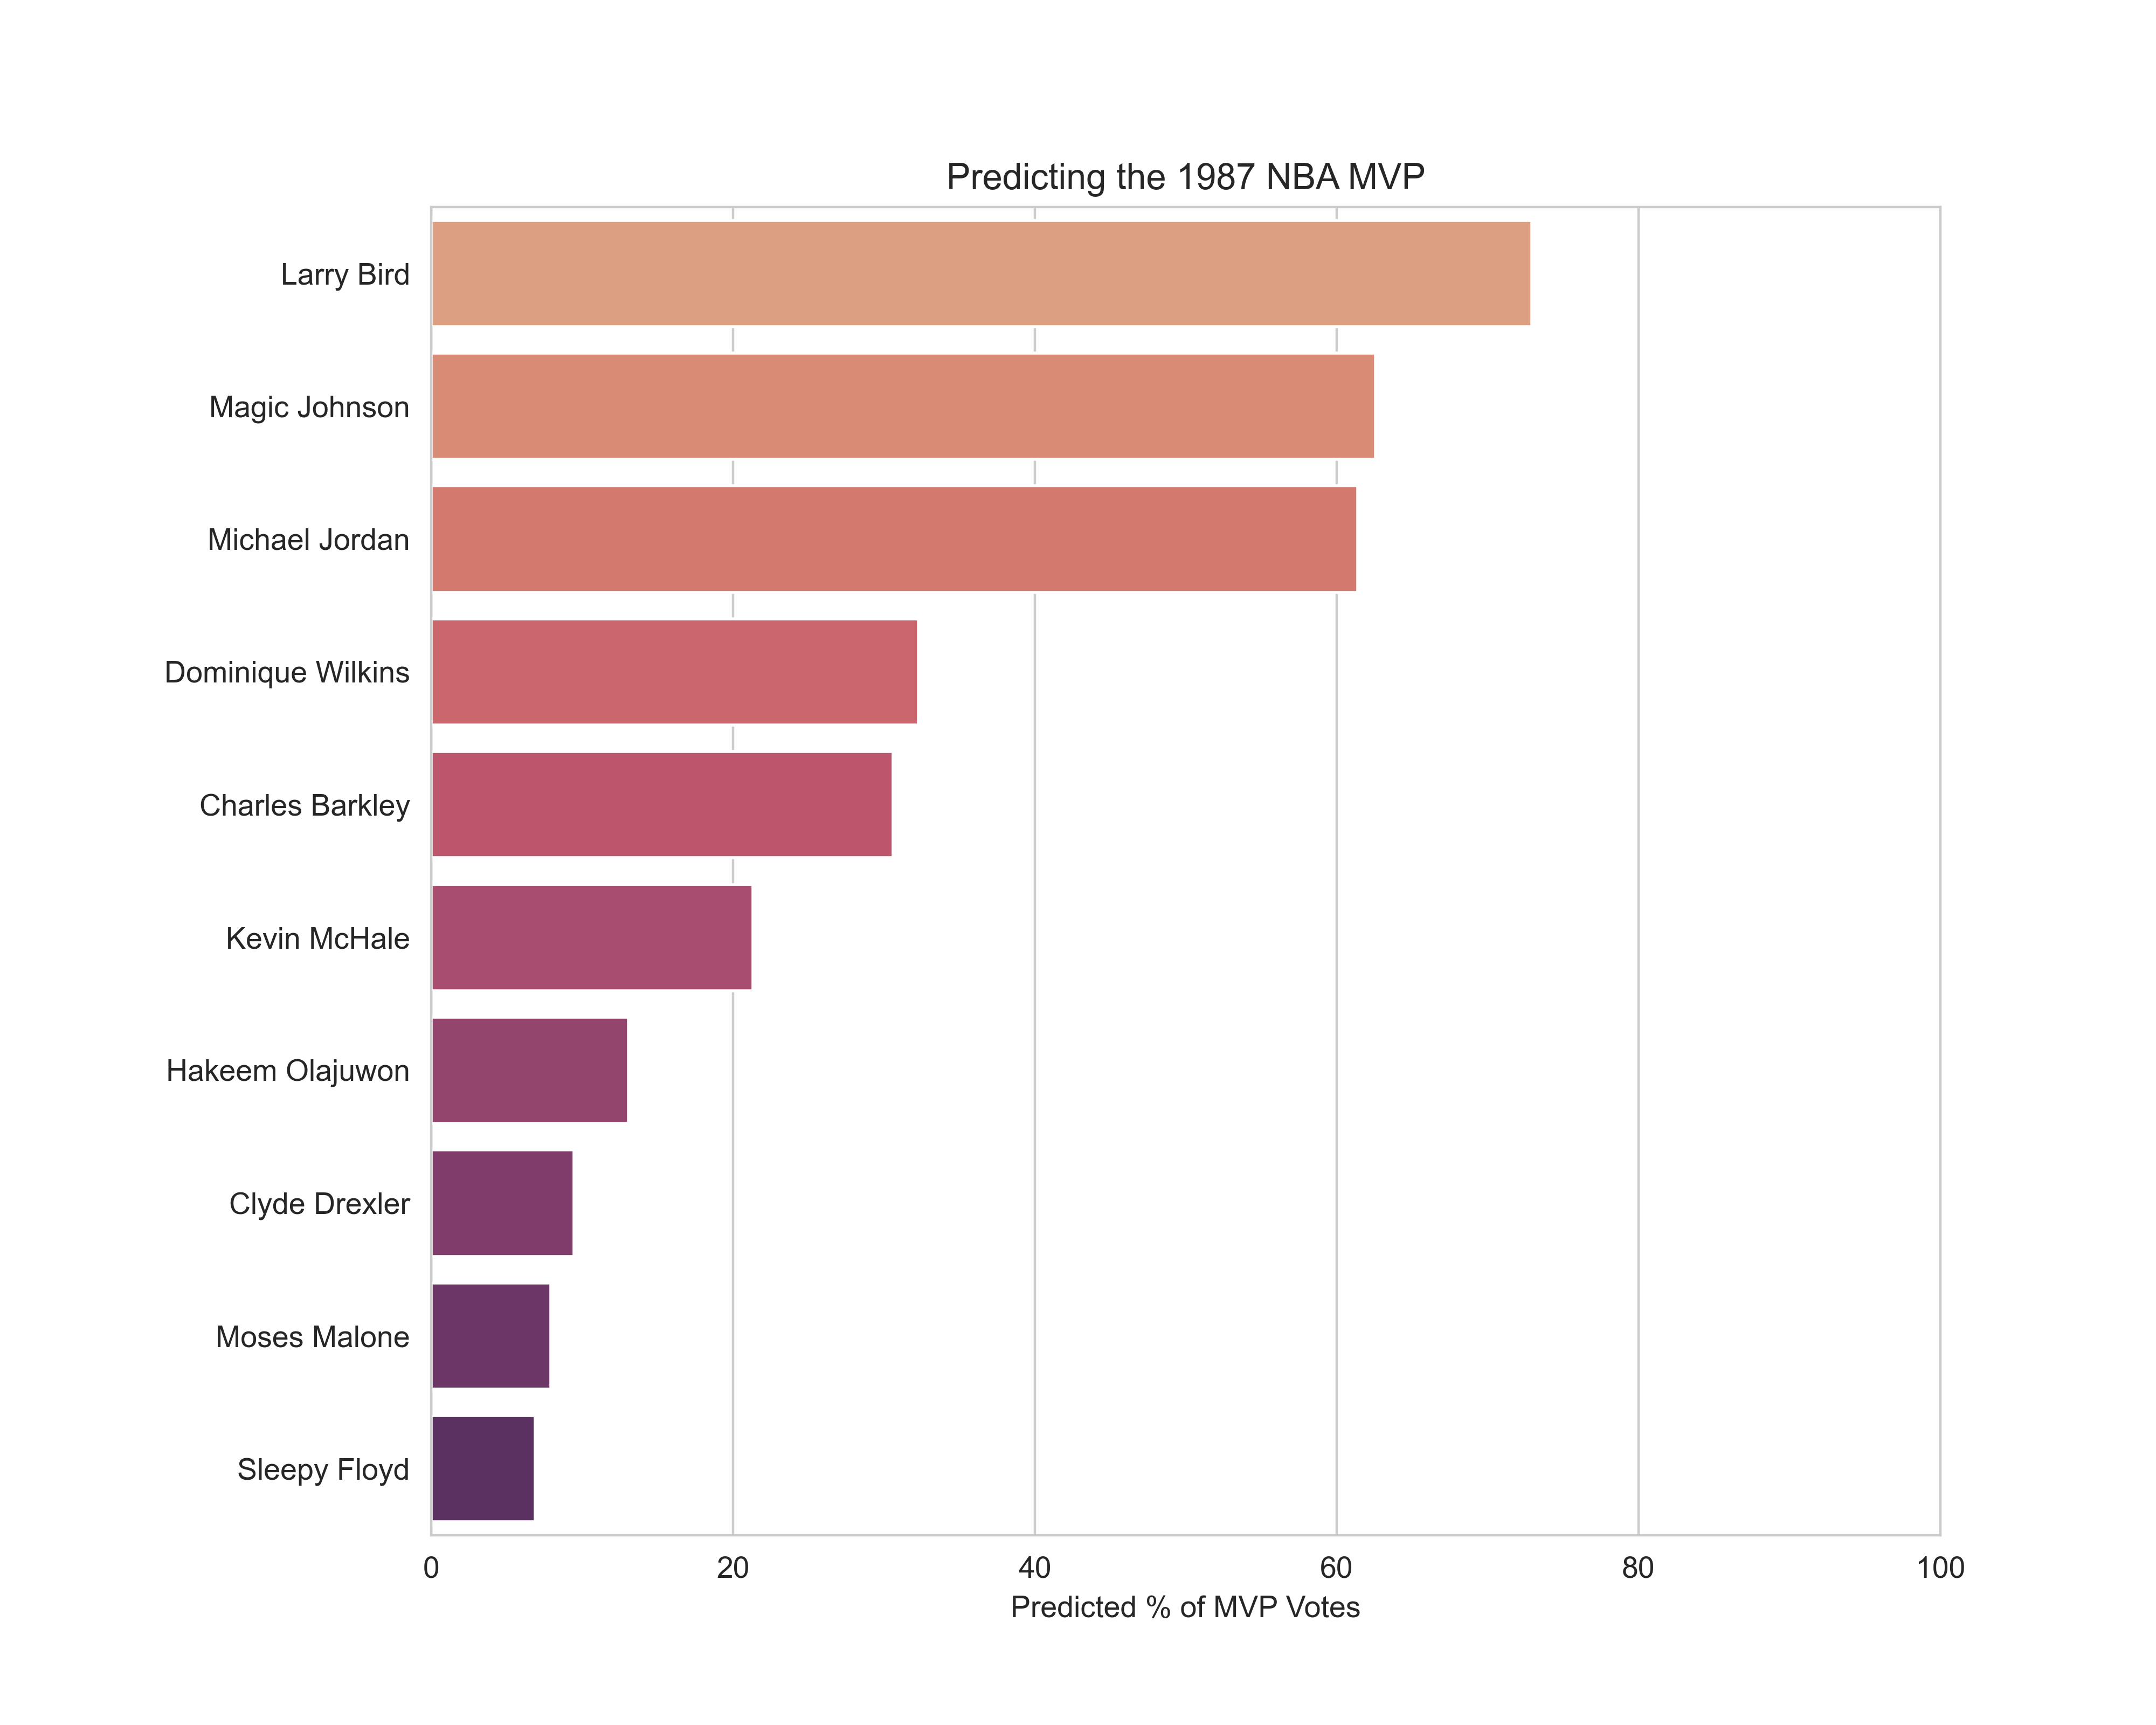 Predicting the 1987 NBA MVP
Larry Bird
Magic Johnson
Michael Jordan
Dominique Wilkins
Charles Barkley
Kevin McHale
Hakeem Olajuwon
Clyde Drexler
Moses Malone
Sleepy Floyd
0 20 40 60 80 100
Predicted % of MVP Votes